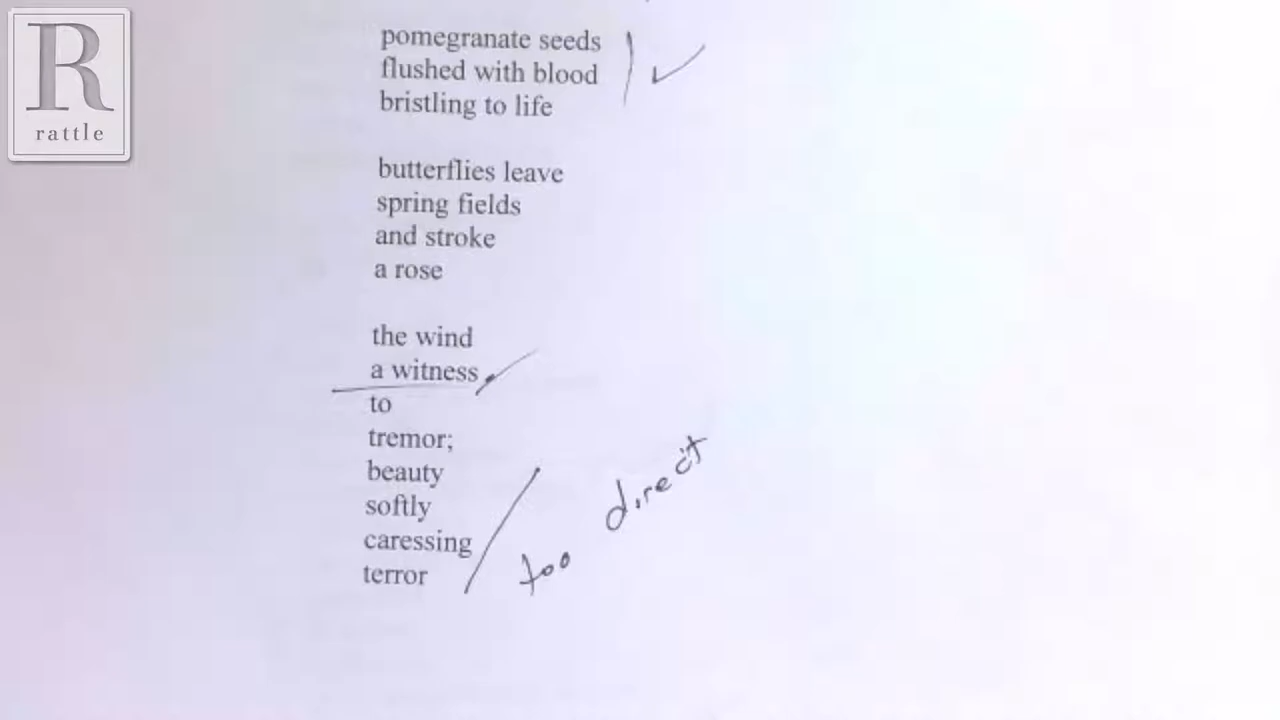 R
rattle
pomegranate seeds
flushed with blood
bristling to life
butterflies leave
spring fields
and stroke
a rose
the wind
a witness
to
tremor;
beauty
softly
caressing
terror
too direct